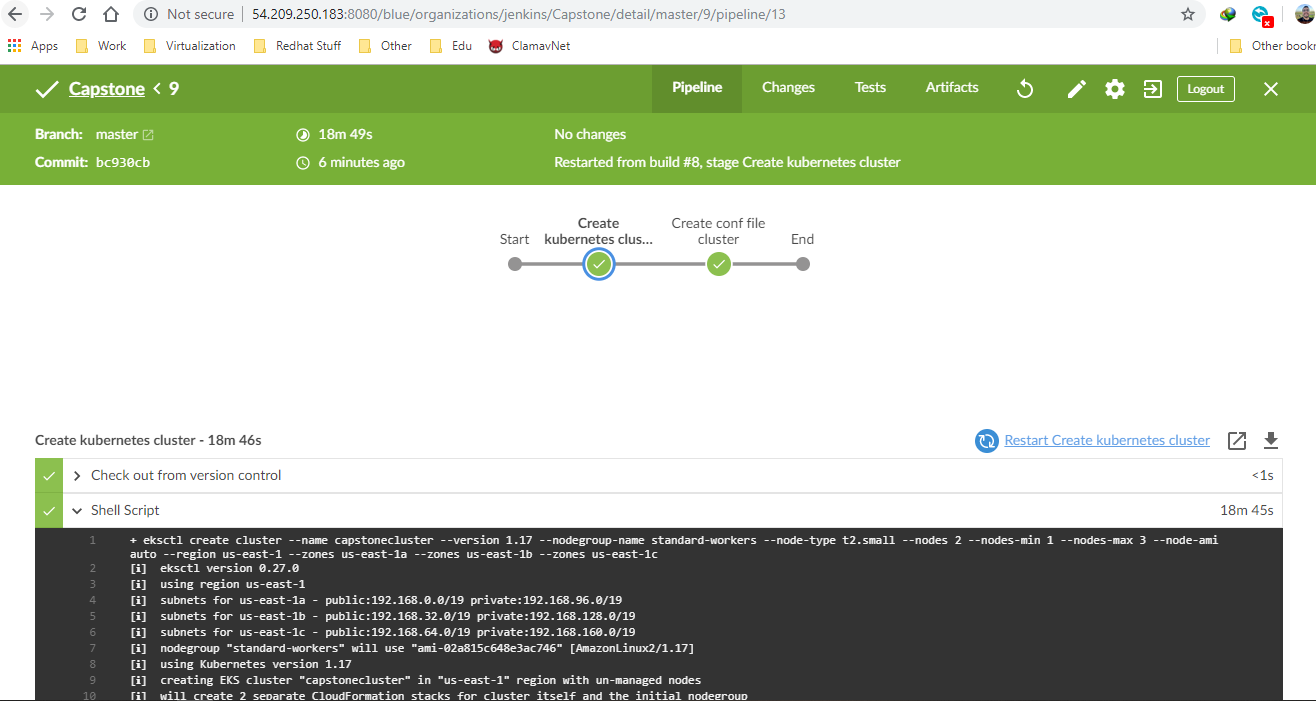 Not secure | 54.209.250.183:8080/blue/organizations/jenkins/Capstone/detail/master/9/pipeline/13
Apps Work Virtualization Redhat Stuff Other Edu ClamavNet Other bookr
Capstone < 9 Pipeline Changes Tests Artifacts Logout
Branch: master 18m 49s No changes
Commit: bc930cb 6 minutes ago Restarted from build #8, stage Create kubernetes cluster
Create Create conf file
Start kubernetes clus... cluster End
Create kubernetes cluster - 18m 46s Restart Create kubernetes cluster
Check out from version control <1s
Shell Script 18m 45s
1 + eksctl create cluster --name capstonecluster --version 1.17 --nodegroup-name standard-workers --node-type t2.small --nodes 2 --nodes-min 1 --nodes-max 3 --node-ami
auto --region us-east-1 --zones us-east-1a --zones us-east-1b --zones us-east-1c
2 [i] eksctl version 0.27.0
3 [i] using region us-east-1
4 [i] subnets for us-east-1a - public:192.168.0.0/19 private:192.168.96.0/19
5 [i] subnets for us-east-1b - public:192.168.32.0/19 private:192.168.128.0/19
6 [i] subnets for us-east-1c - public:192.168.64.0/19 private:192.168.160.0/19
7 [i] nodegroup "standard-workers" will use "ami-02a815c648e3ac746" [AmazonLinux2/1.17]
8 [i] using Kubernetes version 1.17
9 [i] creating EKS cluster "capstonecluster" in "us-east-1" region with un-managed nodes
10 [i] will create 2 separate CloudFormation stacks for cluster itself and the initial nodegroup